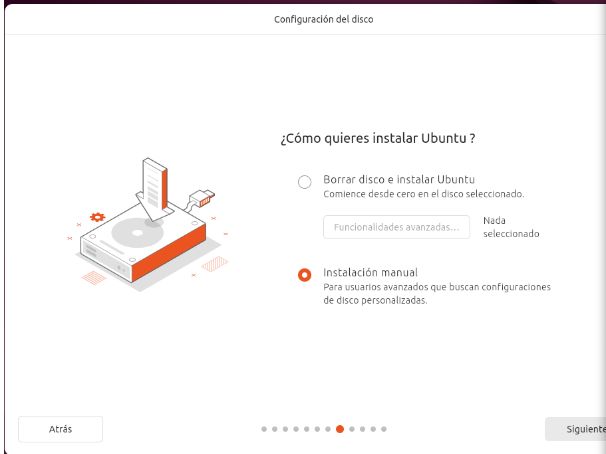 Configuración del disco
¿Cómo quieres instalar Ubuntu ?
Borrar disco e instalar Ubuntu
Comience desde cero en el disco seleccionado.
Funcionalidades avanzadas...
Nada
seleccionado
Instalación manual
Para usuarios avanzados que buscan configuraciones
de disco personalizadas.
Atrás
Siguiente